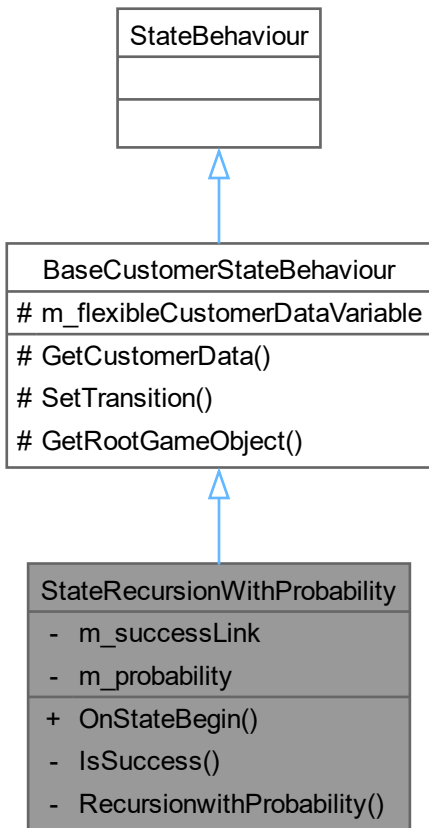 StateBehaviour
BaseCustomerStateBehaviour
# m_flexibleCustomerDataVariable
# GetCustomerData()
# SetTransition()
# GetRootGameObject()
StateRecursionWithProbability
- m_successLink
- m_probability
+ OnStateBegin()
- IsSuccess()
- RecursionwithProbability()